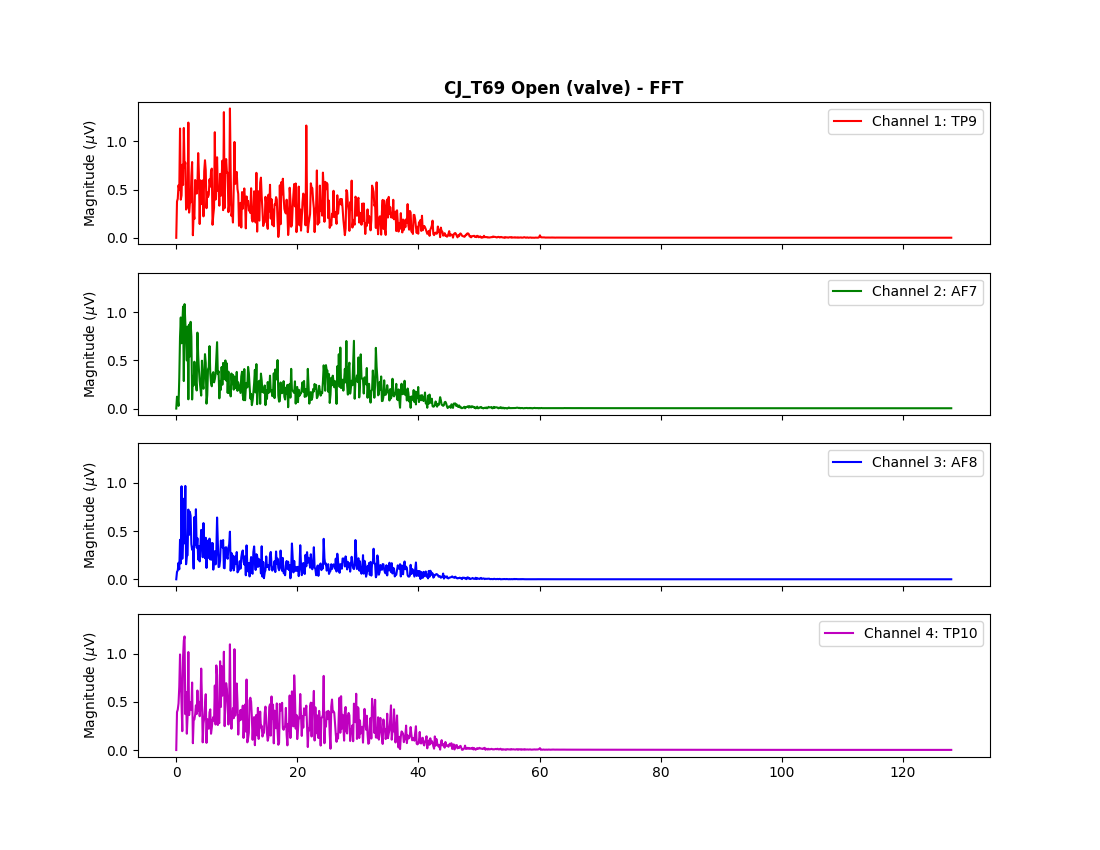 CJ_T69 Open (valve) - FFT
Magnitude (μV)
1.0
0.5
0.0
Channel 1: TP9
Magnitude (μV)
1.0
0.5
0.0
Channel 2: AF7
Magnitude (μV)
1.0
0.5
0.0
Channel 3: AF8
Magnitude (μV)
1.0
0.5
0.0
Channel 4: TP10
0 20 40 60 80 100 120